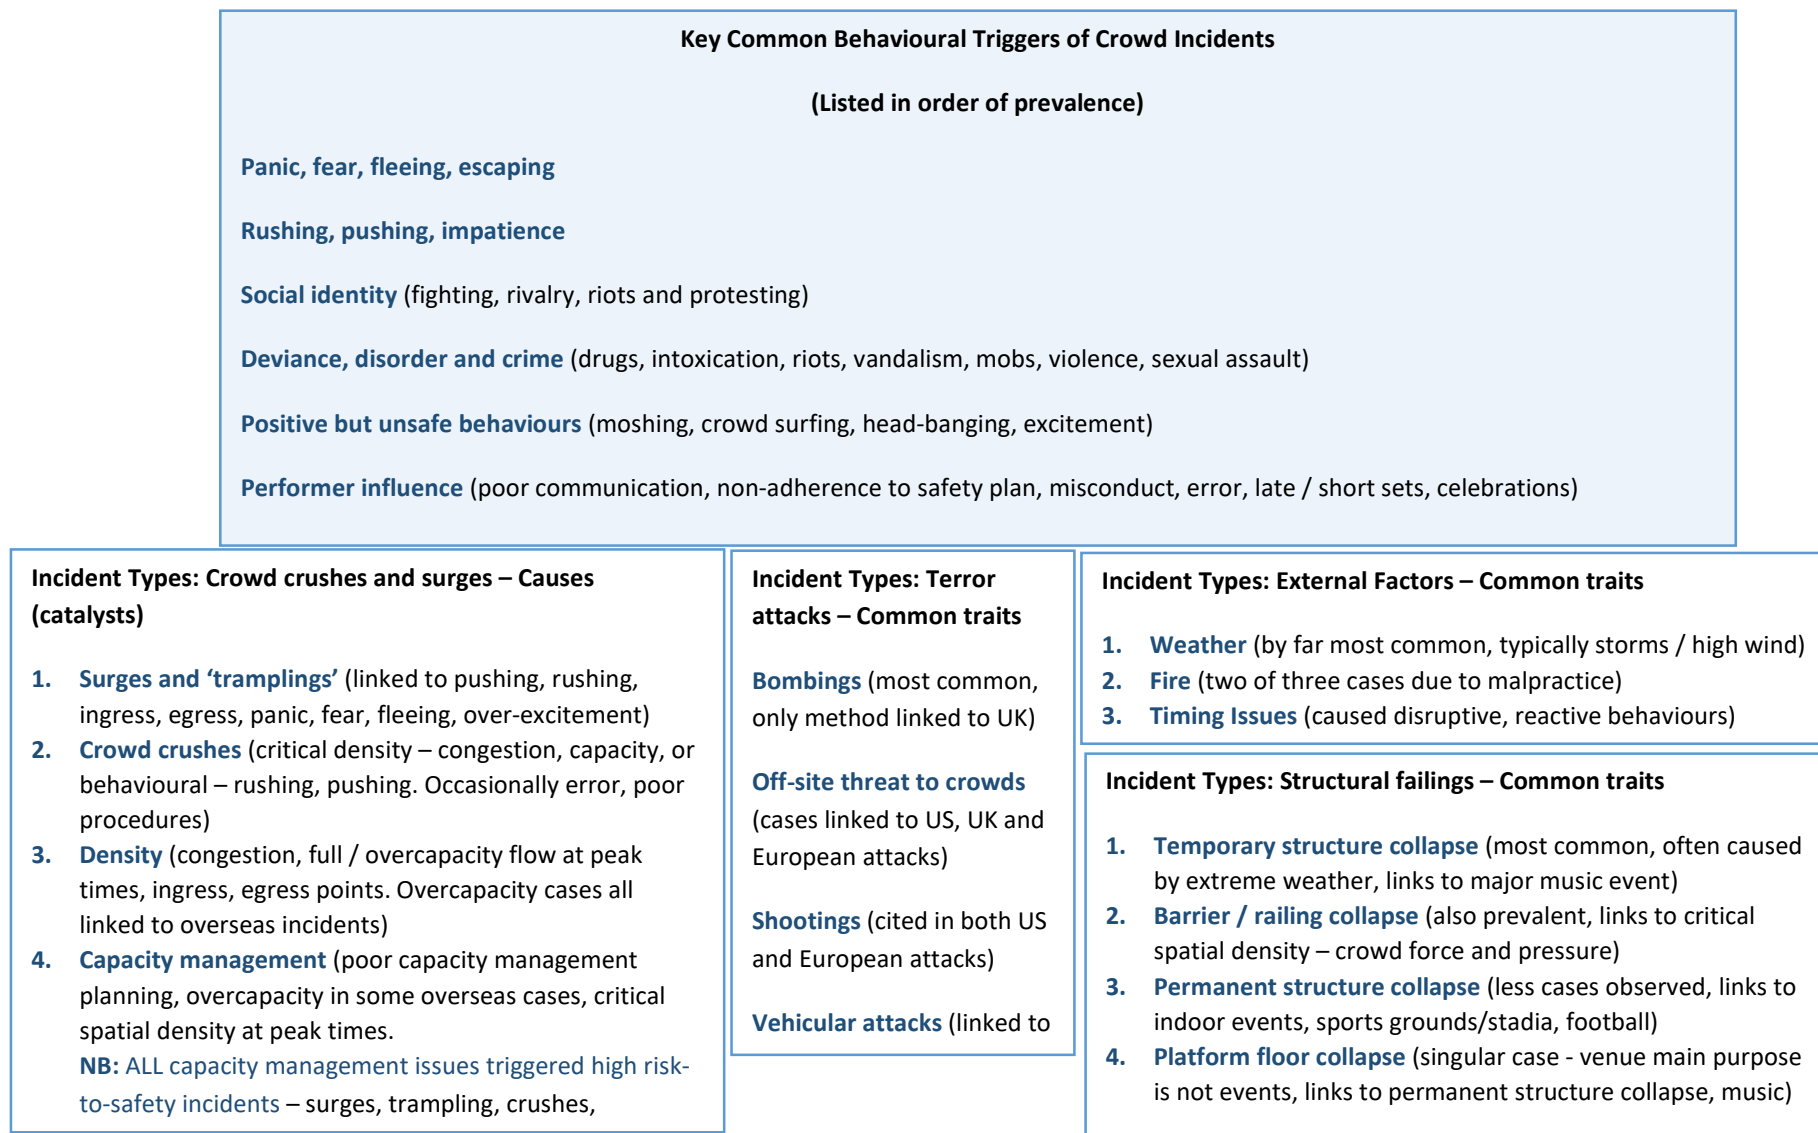 Key Common Behavioural Triggers of Crowd Incidents
(Listed in order of prevalence)
Panic, fear, fleeing, escaping
Rushing, pushing, impatience
Social identity (fighting, rivalry, riots and protesting)
Deviance, disorder and crime (drugs, intoxication, riots, vandalism, mobs, violence, sexual assault)
Positive but unsafe behaviours (moshing, crowd surfing, head-banging, excitement)
Performer influence (poor communication, non-adherence to safety plan, misconduct, error, late / short sets, celebrations)
Incident Types: Crowd crushes and surges – Causes
(catalysts)
1. Surges and ‘tramplings’ (linked to pushing, rushing,
ingress, egress, panic, fear, fleeing, over-excitement)
2. Crowd crushes (critical density – congestion, capacity, or
behavioural – rushing, pushing. Occasionally error, poor
procedures)
3. Density (congestion, full / overcapacity flow at peak
times, ingress, egress points. Overcapacity cases all
linked to overseas incidents)
4. Capacity management (poor capacity management
planning, overcapacity in some overseas cases, critical
spatial density at peak times.
NB: ALL capacity management issues triggered high risk-
to-safety incidents – surges, trampling, crushes,
Incident Types: Terror
attacks – Common traits
Bombings (most common,
only method linked to UK)
Off-site threat to crowds
(cases linked to US, UK and
European attacks)
Shootings (cited in both US
and European attacks)
Vehicular attacks (linked to
Incident Types: External Factors – Common traits
1. Weather (by far most common, typically storms / high wind)
2. Fire (two of three cases due to malpractice)
3. Timing Issues (caused disruptive, reactive behaviours)
Incident Types: Structural failings – Common traits
1. Temporary structure collapse (most common, often caused
by extreme weather, links to major music event)
2. Barrier / railing collapse (also prevalent, links to critical
spatial density – crowd force and pressure)
3. Permanent structure collapse (less cases observed, links to
indoor events, sports grounds/stadia, football)
4. Platform floor collapse (singular case - venue main purpose
is not events, links to permanent structure collapse, music)